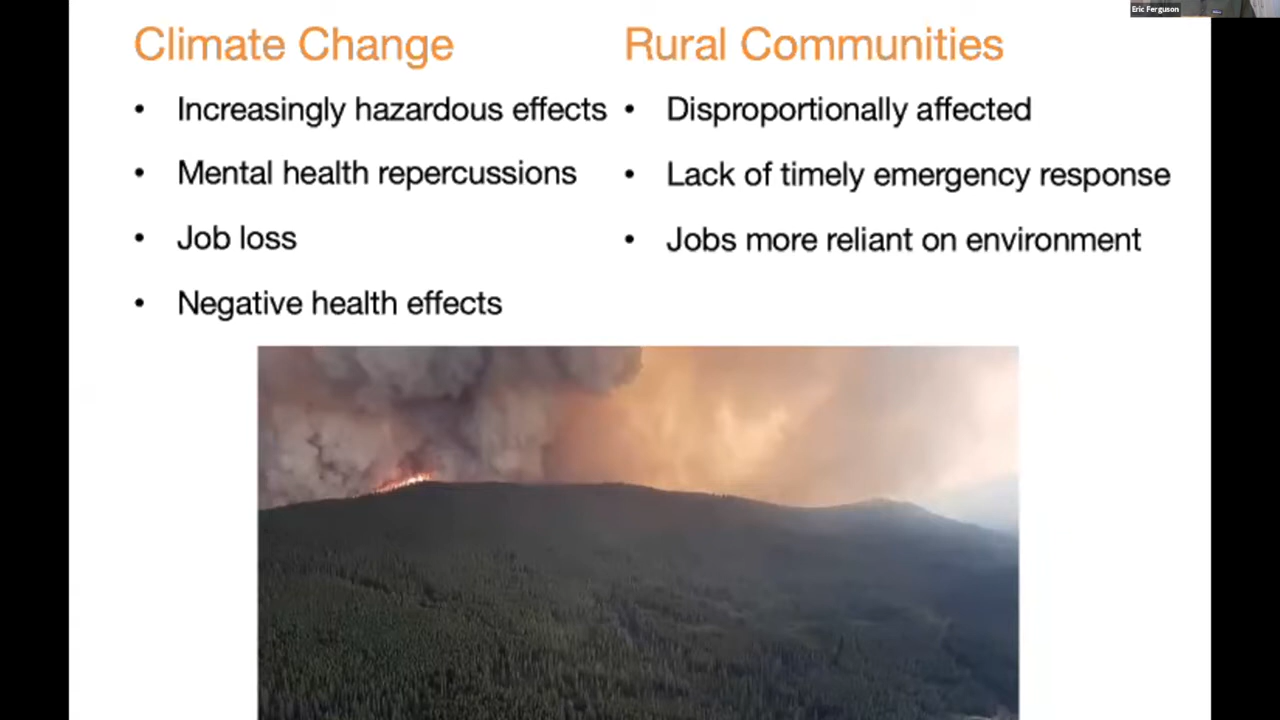 Eric Ferguson
Climate Change
• Increasingly hazardous effects
• Mental health repercussions
• Job loss
• Negative health effects
Rural Communities
• Disproportionally affected
• Lack of timely emergency response
• Jobs more reliant on environment